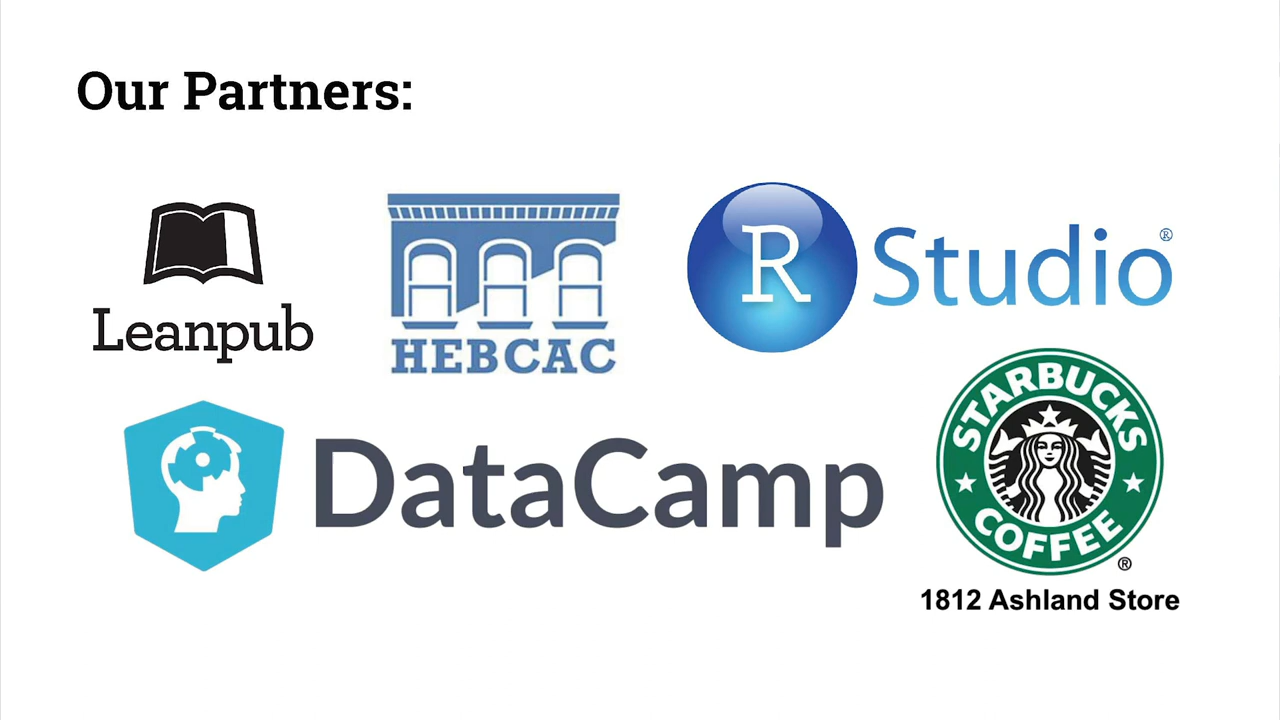 Our Partners:
Leanpub
HEBCAC
R Studio®
DataCamp
STARBUCKS
COFFEE
®
1812 Ashland Store